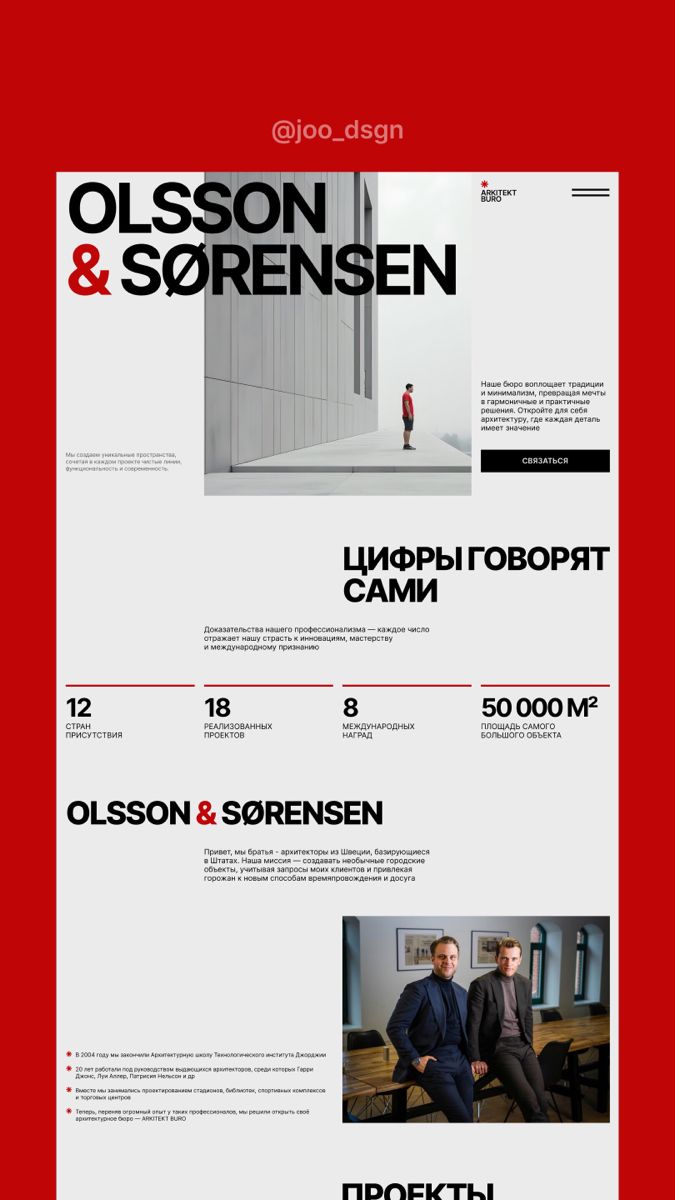 @joo_dsgn
OLSSON
& SØRENSEN
ARKITEKT
BURO
Наше бюро воплощает традиции
и минимализм, превращая мечты
в гармоничные и практичные
решения. Откройте для себя
архитектуру, где каждая деталь
имеет значение
Мы создаем уникальные пространства,
сочетая в каждом проекте чистые линии,
функциональность и современность.
СВЯЗАТЬСЯ
ЦИФРЫ ГОВОРЯТ
САМИ
Доказательства нашего профессионализма — каждое число
отражает нашу страсть к инновациям, мастерству
и международному признанию
12
СТРАН
ПРИСУТСТВИЯ
18
РЕАЛИЗОВАННЫХ
ПРОЕКТОВ
8
МЕЖДУНАРОДНЫХ
НАГРАД
50 000 М²
ПЛОЩАДЬ САМОГО
БОЛЬШОГО ОБЪЕКТА
OLSSON & SØRENSEN
Привет, мы братья - архитекторы из Швеции, базирующиеся
в Штатах. Наша миссия — создавать необычные городские
объекты, учитывая запросы моих клиентов и привлекая
горожан к новым способам времяпровождения и досуга
В 2004 году мы закончили Архитектурную школу Технологического института Джорджии
20 лет работали под руководством выдающихся архитекторов, среди которых Гарри
Джонс, Луи Аллер, Патрисия Нельсон и др
Вместе мы занимались проектированием стадионов, библиотек, спортивных комплексов
и торговых центров
Теперь, переняв огромный опыт у таких профессионалов, мы решили открыть своё
архитектурное бюро — ARKITEKT BURO
ПРОЕКТЫ